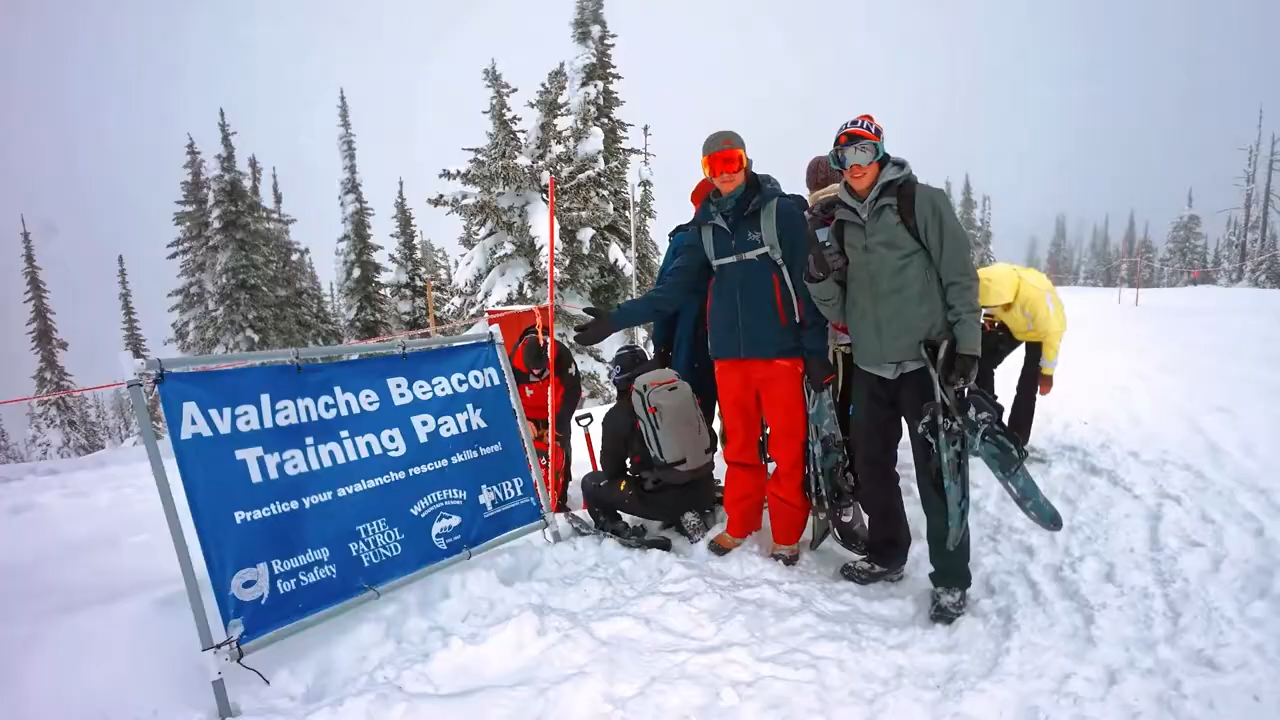 Avalanche Beacon
Training Park
Practice your avalanche rescue skills here!
Roundup
for Safety
THE
PATROL
FUND
WHITEFISH
MOUNTAIN RESORT
NBP